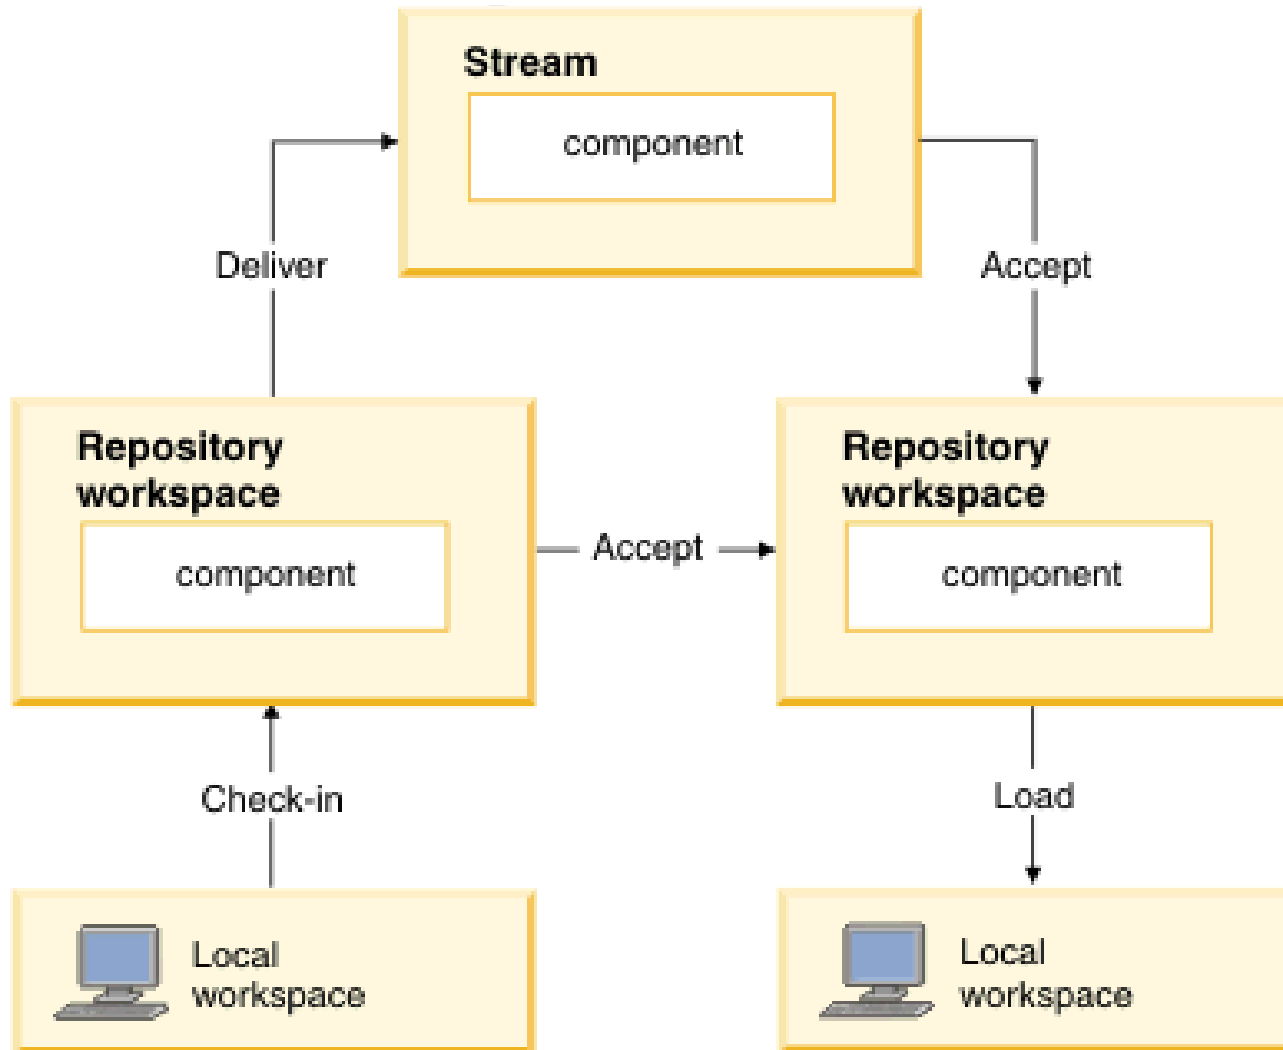 Stream
component
Deliver
Accept
Repository
workspace
component
Accept
Repository
workspace
component
Check-in
Load
Local
workspace
Local
workspace